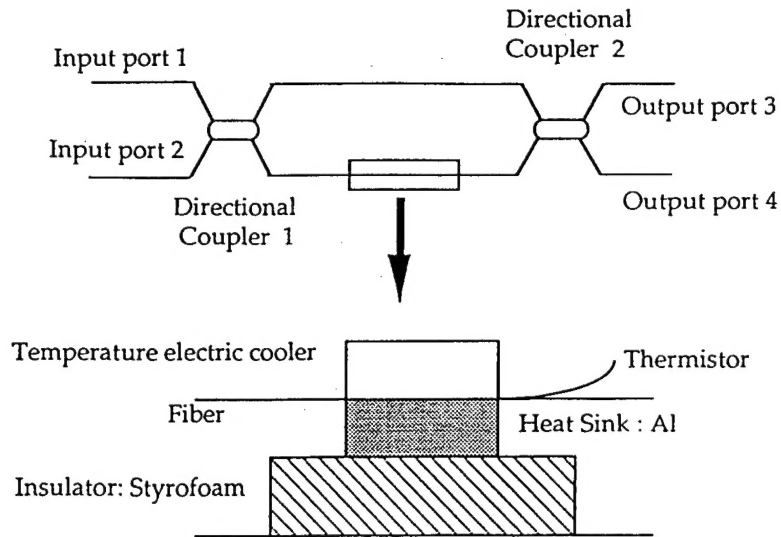 Directional
Coupler 2
Input port 1
Output port 3
Input port 2
Directional
Coupler 1
Output port 4
Temperature electric cooler
Thermistor
Fiber
Heat Sink : Al
Insulator: Styrofoam